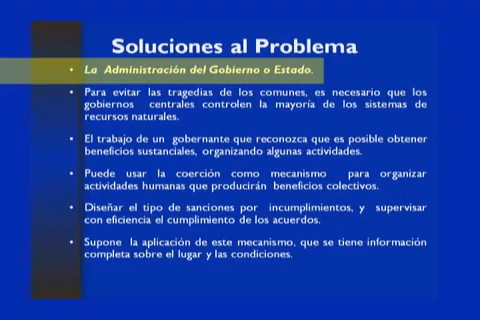 Soluciones al Problema
• La Administración del Gobierno o Estado.
• Para evitar las tragedias de los comunes, es necesario que los
gobiernos centrales controlen la mayoría de los sistemas de
recursos naturales.
• El trabajo de un gobernante que reconozca que es posible obtener
beneficios sustanciales, organizando algunas actividades.
• Puede usar la coerción como mecanismo para organizar
actividades humanas que producirán beneficios colectivos.
• Diseñar el tipo de sanciones por incumplimientos, y supervisar
con eficiencia el cumplimiento de los acuerdos.
• Supone la aplicación de este mecanismo, que se tiene información
completa sobre el lugar y las condiciones.